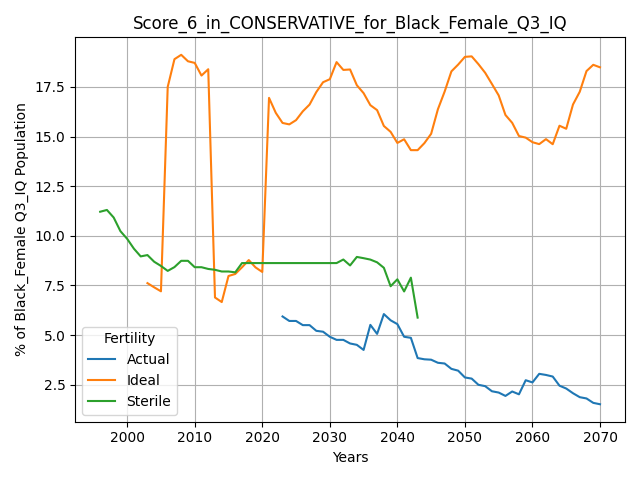 Score_6_in_CONSERVATIVE_for_Black_Female_Q3_IQ
% of Black_Female Q3_IQ Population
17.5
15.0
12.5
10.0
7.5
5.0
2.5
Fertility
Actual
Ideal
Sterile
2000 2010 2020 2030 2040 2050 2060 2070
Years